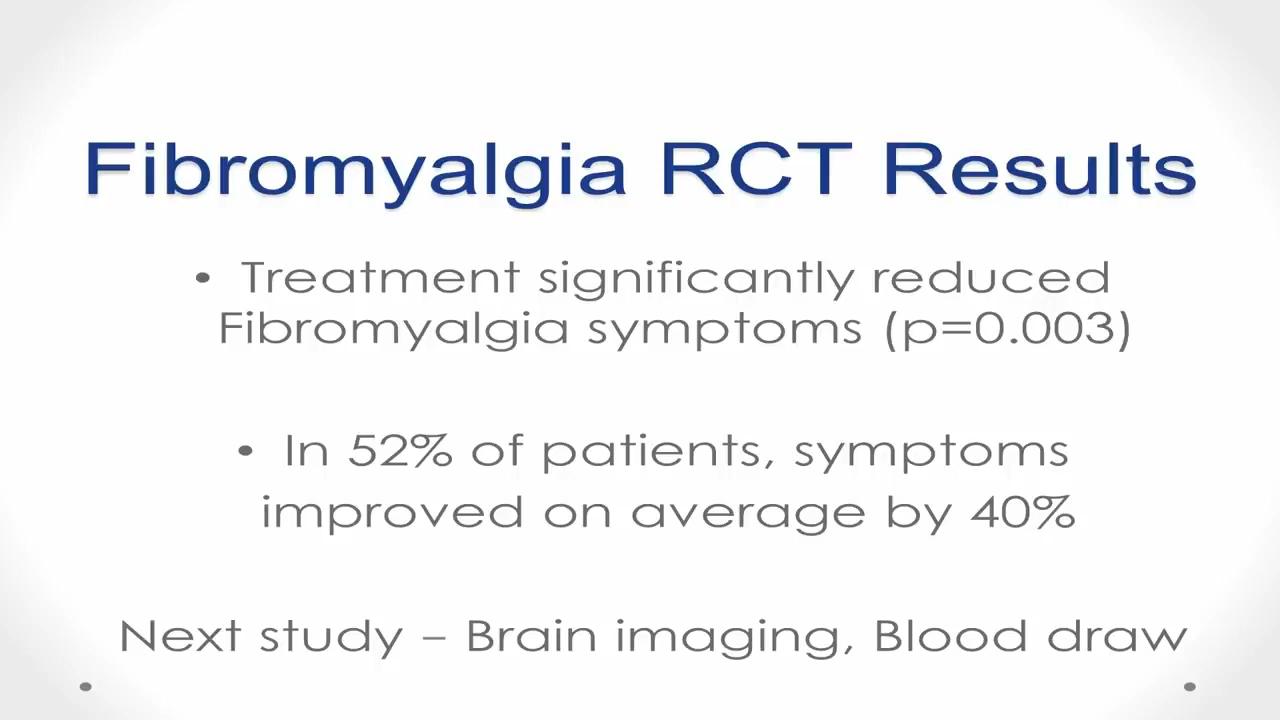 Fibromyalgia RCT Results
• Treatment significantly reduced
Fibromyalgia symptoms (p=0.003)
• In 52% of patients, symptoms
improved on average by 40%
Next study – Brain imaging, Blood draw